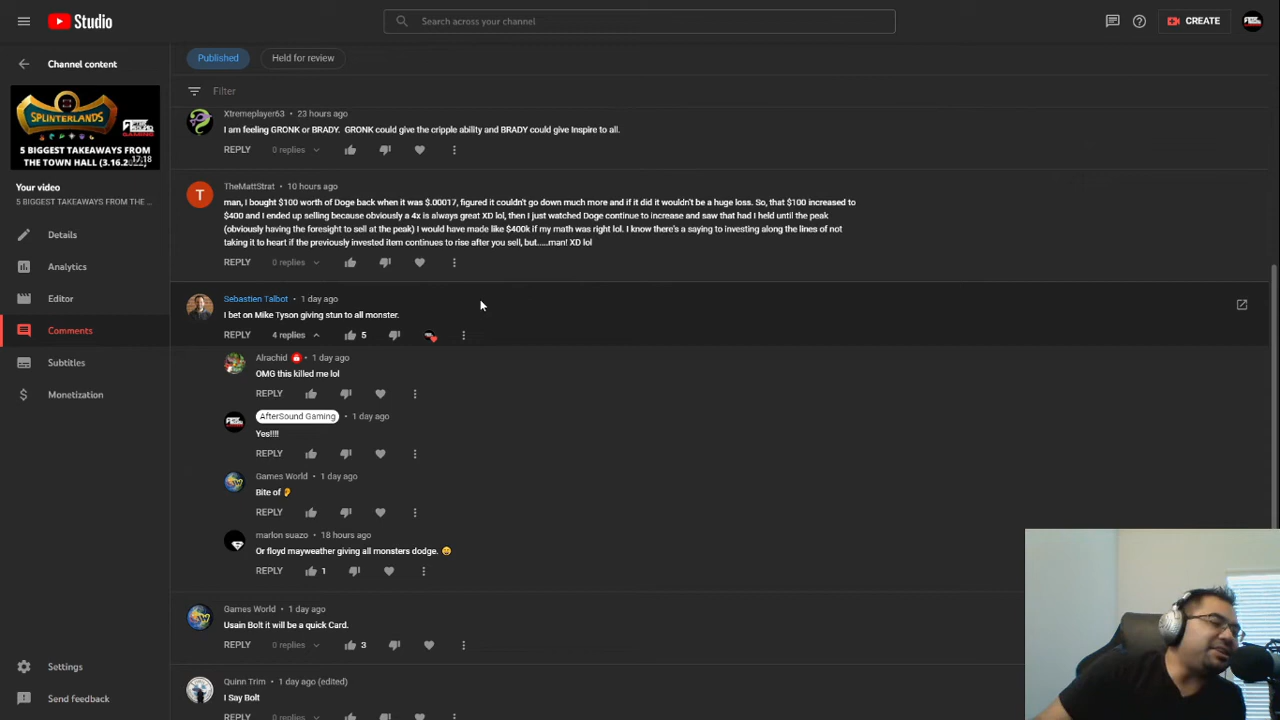 Studio
Search across your channel
CREATE
Channel content
Published
Held for review
Filter
SPLINTERLANDS
5 BIGGEST TAKEAWAYS FROM
THE TOWN HALL (3.16.2022)
17:18
Your video
5 BIGGEST TAKEAWAYS FROM THE ...
Details
Analytics
Editor
Comments
Subtitles
Monetization
Settings
Send feedback
Xtremeplayer63 • 23 hours ago
I am feeling GRONK or BRADY. GRONK could give the cripple ability and BRADY could give Inspire to all.
REPLY 0 replies
T
TheMattStrat • 10 hours ago
man, I bought $100 worth of Doge back when it was $.00017, figured it couldn't go down much more and if it did it wouldn't be a huge loss. So, that $100 increased to
$400 and I ended up selling because obviously a 4x is always great XD lol, then I just watched Doge continue to increase and saw that had I held until the peak
(obviously having the foresight to sell at the peak) I would have made like $400k if my math was right lol. I know there's a saying to investing along the lines of not
taking it to heart if the previously invested item continues to rise after you sell, but.....man! XD lol
REPLY 0 replies
Sebastien Talbot • 1 day ago
I bet on Mike Tyson giving stun to all monster.
REPLY 4 replies 5
Alrachid • 1 day ago
OMG this killed me lol
REPLY
AfterSound Gaming • 1 day ago
Yes!!!!
REPLY
Games World • 1 day ago
Bite of 👂
REPLY
marlon suazo • 18 hours ago
Or floyd mayweather giving all monsters dodge. 😄
REPLY 1
Games World • 1 day ago
Usain Bolt it will be a quick Card.
REPLY 0 replies 3
Quinn Trim • 1 day ago (edited)
I Say Bolt
REPLY 0 replies